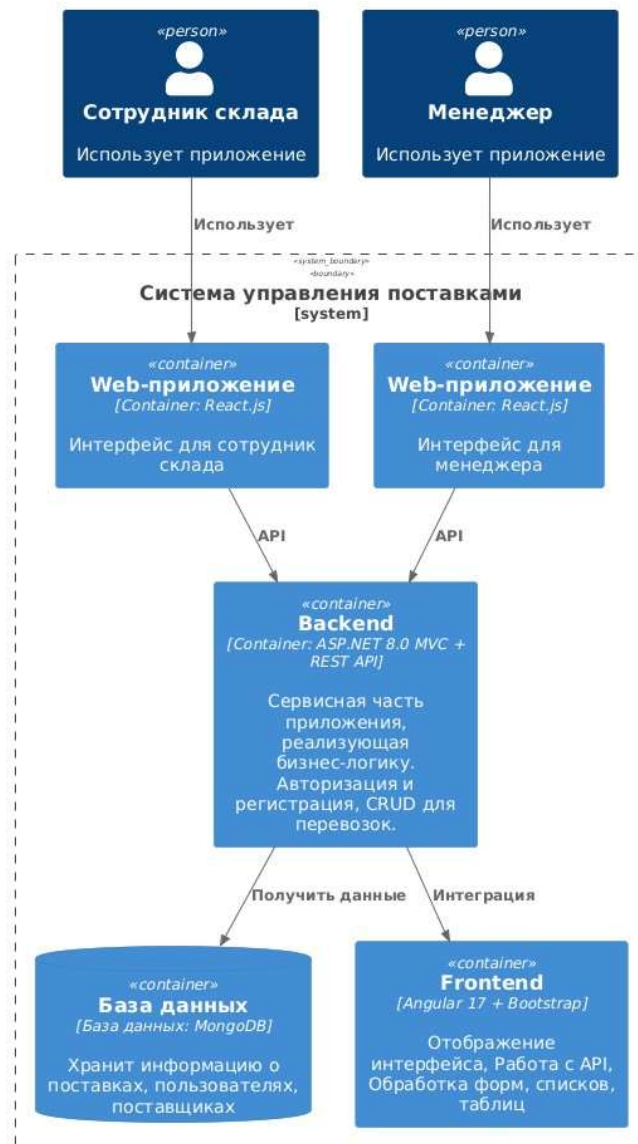 «person»
Сотрудник склада
Использует приложение
«person»
Менеджер
Использует приложение
Использует
Использует
«system_boundary»
«boundary»
Система управления поставками
[system]
«container»
Web-приложение
[Container: React.js]
Интерфейс для сотрудник
склада
«container»
Web-приложение
[Container: React.js]
Интерфейс для
менеджера
API
API
«container»
Backend
[Container: ASP.NET 8.0 MVC +
REST API]
Сервисная часть
приложения,
реализующая
бизнес-логику.
Авторизация и
регистрация, CRUD для
перевозок.
Получить данные
Интеграция
«container»
База данных
[База данных: MongoDB]
Хранит информацию о
поставках, пользователях,
поставщиках
«container»
Frontend
[Angular 17 + Bootstrap]
Отображение
интерфейса, Работа с API,
Обработка форм, списков,
таблиц